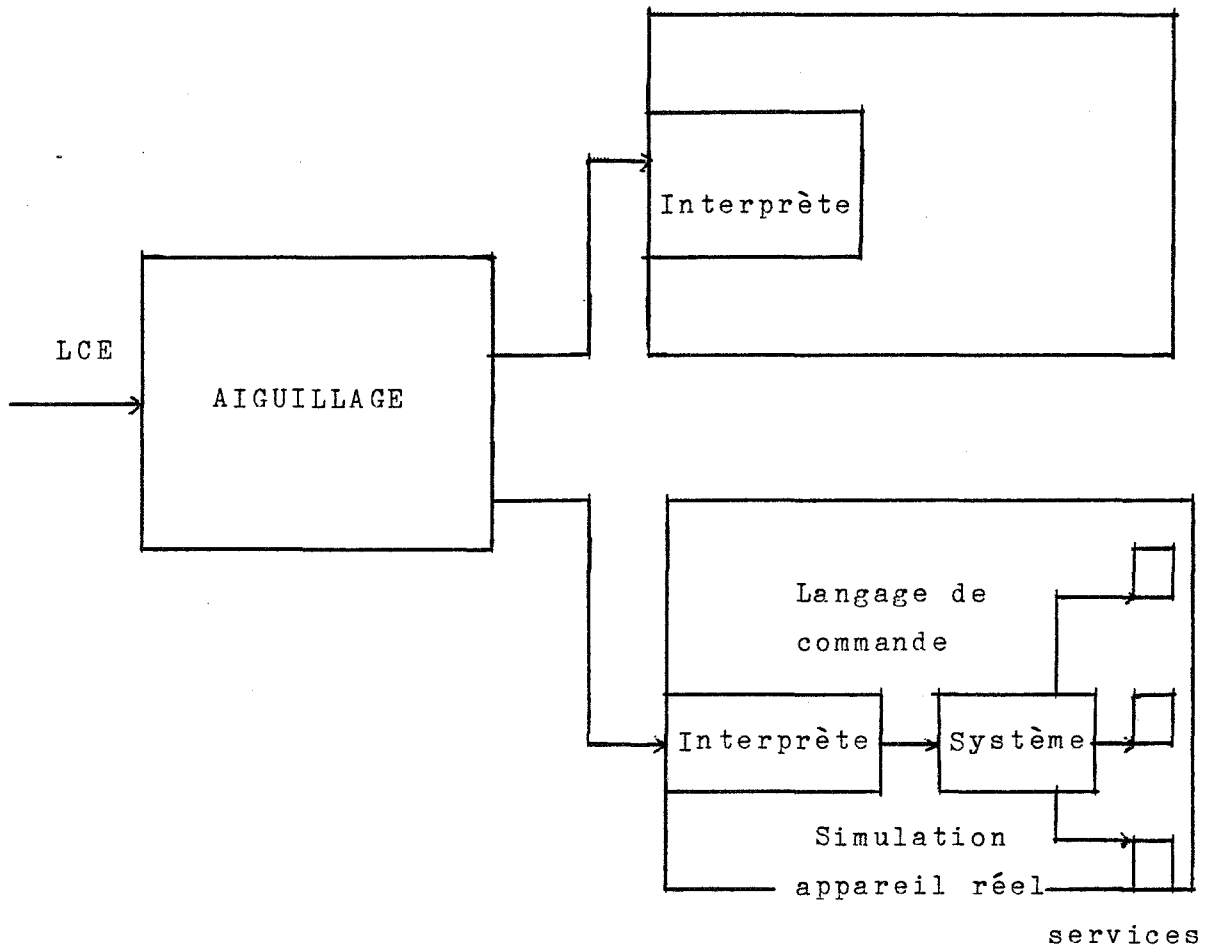 Interprète
LCE
AIGUILLAGE
Langage de
commande
Interprète
Système
Simulation
appareil réel
services